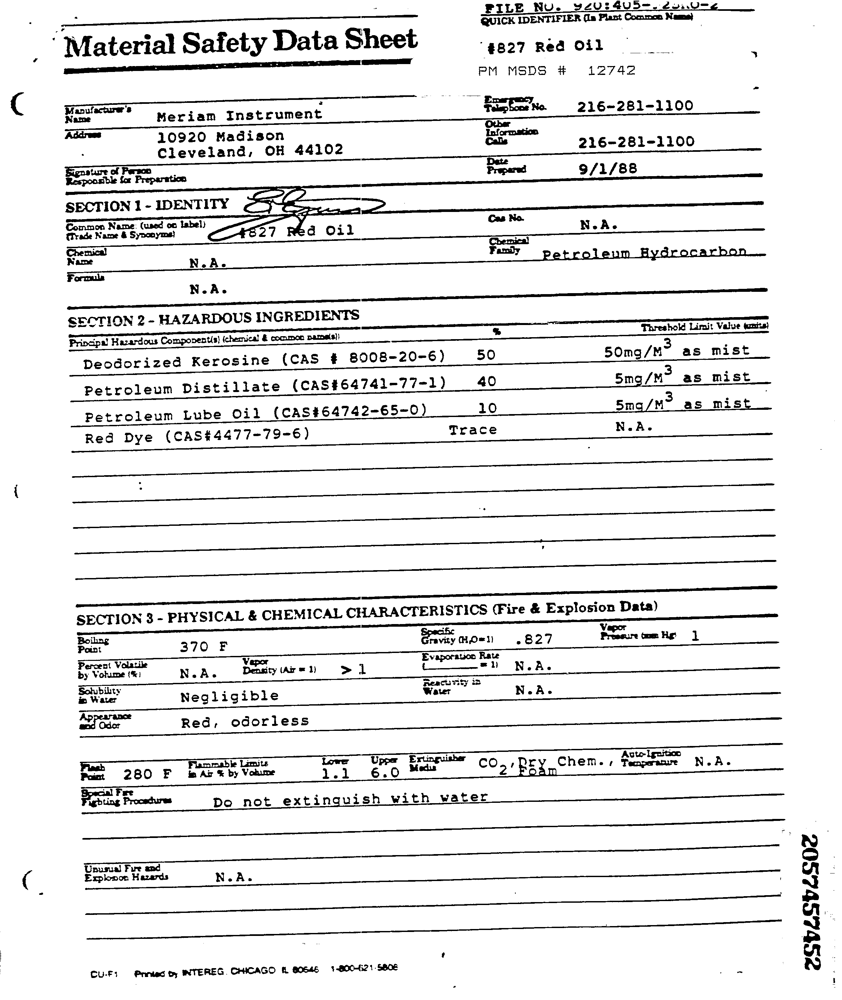 FILE NO. 920:405-
QUICK IDENTIFIER (In Plant Common Name)
Material Safety Data Sheet
#827 Red Oil
PM MSDS # 12742
Manufacturer's Name Meriam Instrument
Emergency Telephone No. 216-281-1100
Address 10920 Madison
Cleveland, OH 44102
Other Information Calls 216-281-1100
Signature of Person Responsible for Preparation
Date Prepared 9/1/88
SECTION 1 - IDENTITY
Common Name: (used on label) (Trade Name & Synonyms) #827 Red Oil
Cas No. N.A.
Chemical Name N.A.
Chemical Family Petroleum Hydrocarbon
Formula N.A.
SECTION 2 - HAZARDOUS INGREDIENTS
Principal Hazardous Component(s) (chemical & common name(s)) % Threshold Limit Value (units)
Deodorized Kerosine (CAS # 8008-20-6) 50 50mg/M3 as mist
Petroleum Distillate (CAS#64741-77-1) 40 5mg/M3 as mist
Petroleum Lube Oil (CAS#64742-65-0) 10 5mg/M3 as mist
Red Dye (CAS#4477-79-6) Trace N.A.
SECTION 3 - PHYSICAL & CHEMICAL CHARACTERISTICS (Fire & Explosion Data)
Boiling Point 370 F Specific Gravity (H2O=1) .827 Vapor Pressure (mm Hg) 1
Percent Volatile by Volume (%) N.A. Vapor Density (Air = 1) > 1 Evaporation Rate (______ = 1) N.A.
Solubility in Water Negligible Reactivity in Water N.A.
Appearance and Odor Red, odorless
Flash Point 280 F Flammable Limits in Air % by Volume Lower 1.1 Upper 6.0 Extinguisher Media CO2, Dry Chem., Foam Auto-Ignition Temperature N.A.
Special Fire Fighting Procedures Do not extinguish with water
Unusual Fire and Explosion Hazards N.A.
2057457452
CU-F1 Printed by INTEREG. CHICAGO IL 60646 1-800-621-5808